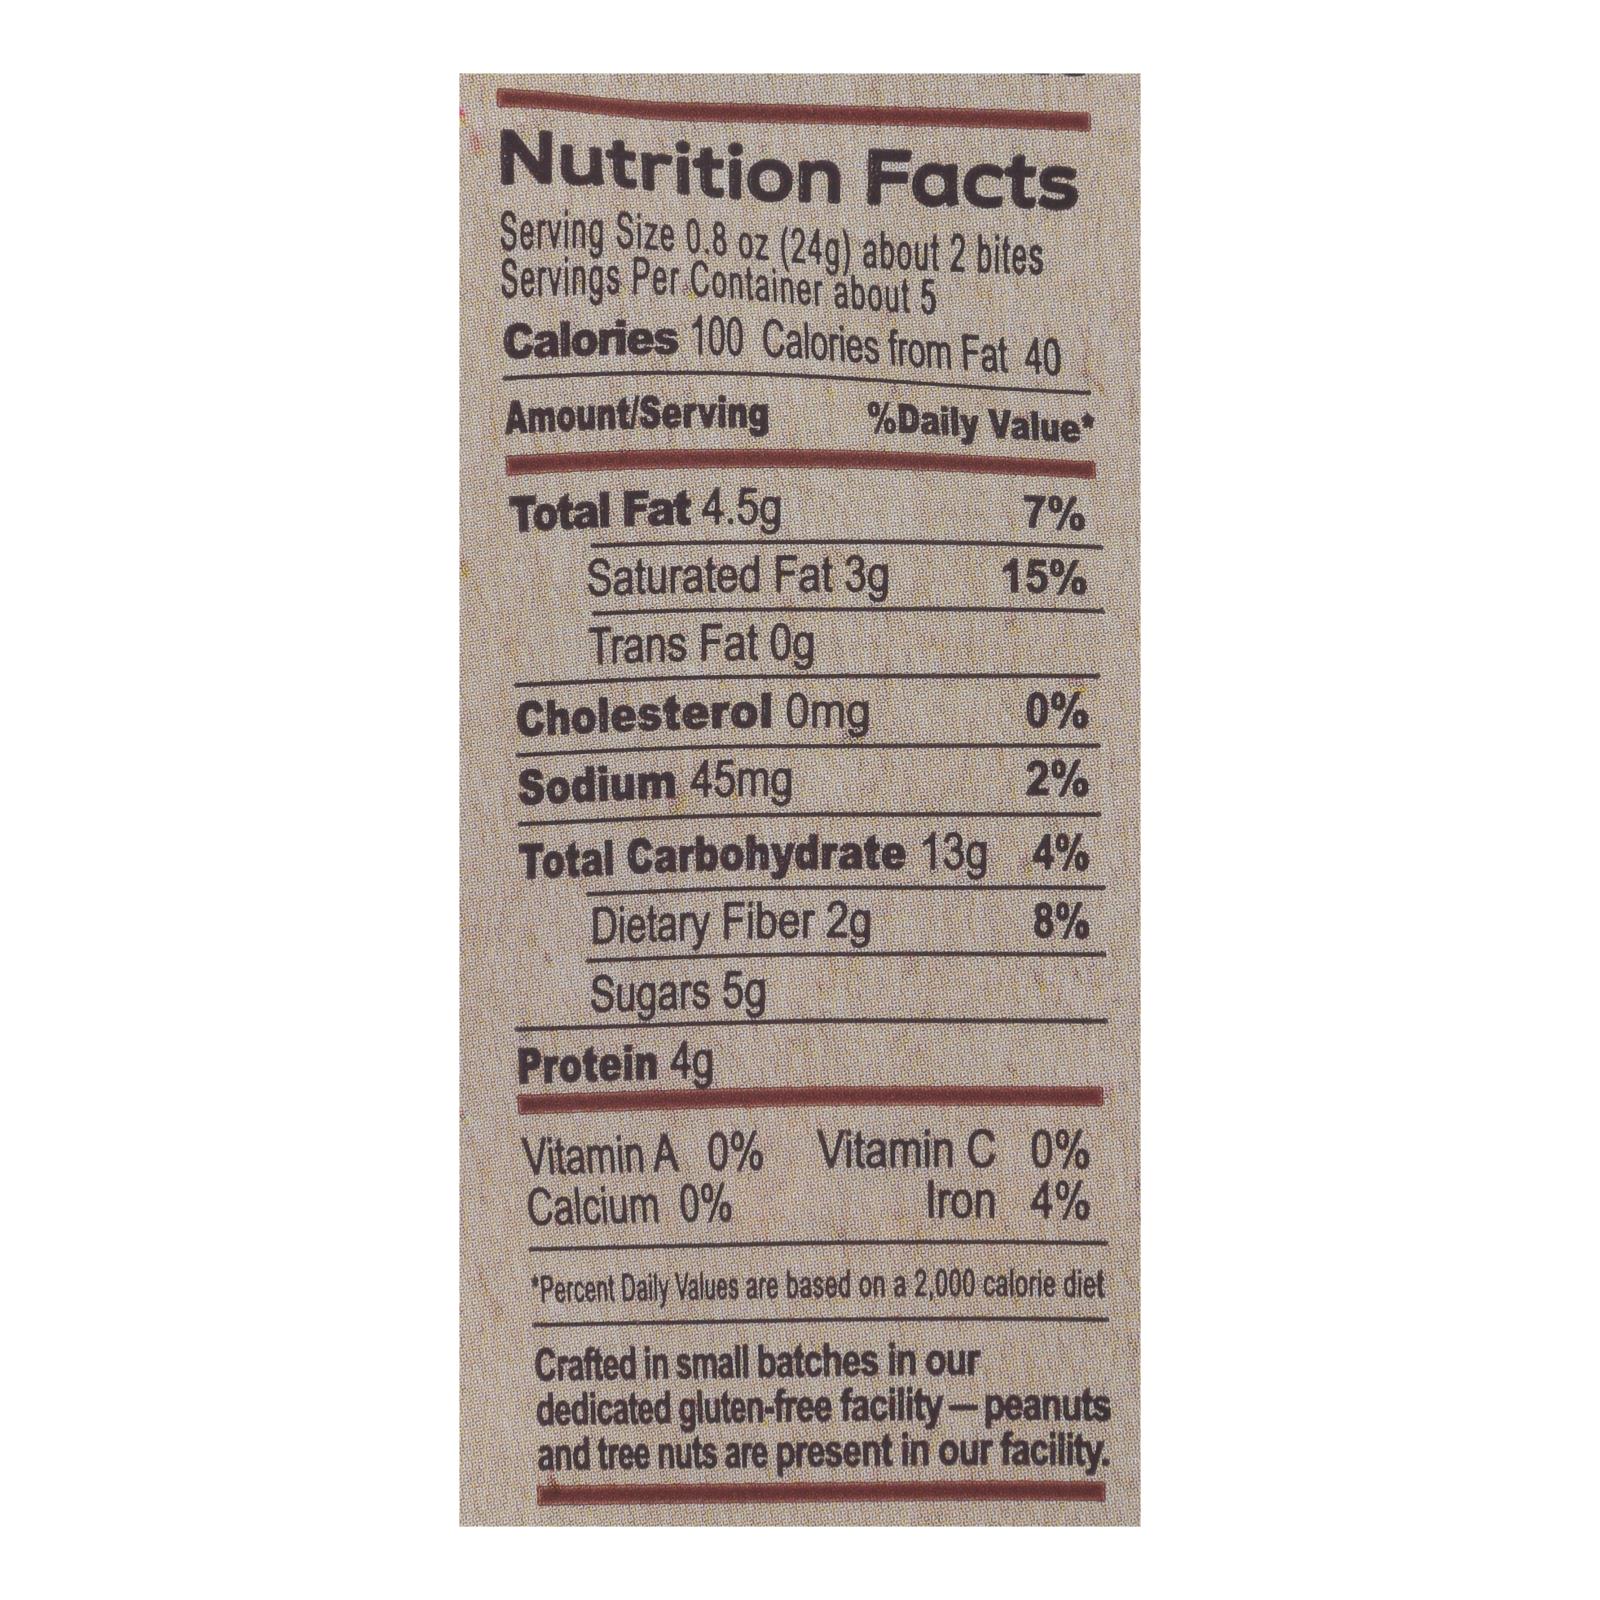 Nutrition Facts
Serving Size 0.8 oz (24g) about 2 bites
Servings Per Container about 5
Calories 100 Calories from Fat 40
Amount/Serving %Daily Value*
Total Fat 4.5g 7%
Saturated Fat 3g 15%
Trans Fat 0g
Cholesterol 0mg 0%
Sodium 45mg 2%
Total Carbohydrate 13g 4%
Dietary Fiber 2g 8%
Sugars 5g
Protein 4g
Vitamin A 0% Vitamin C 0%
Calcium 0% Iron 4%
*Percent Daily Values are based on a 2,000 calorie diet
Crafted in small batches in our
dedicated gluten-free facility — peanuts
and tree nuts are present in our facility.